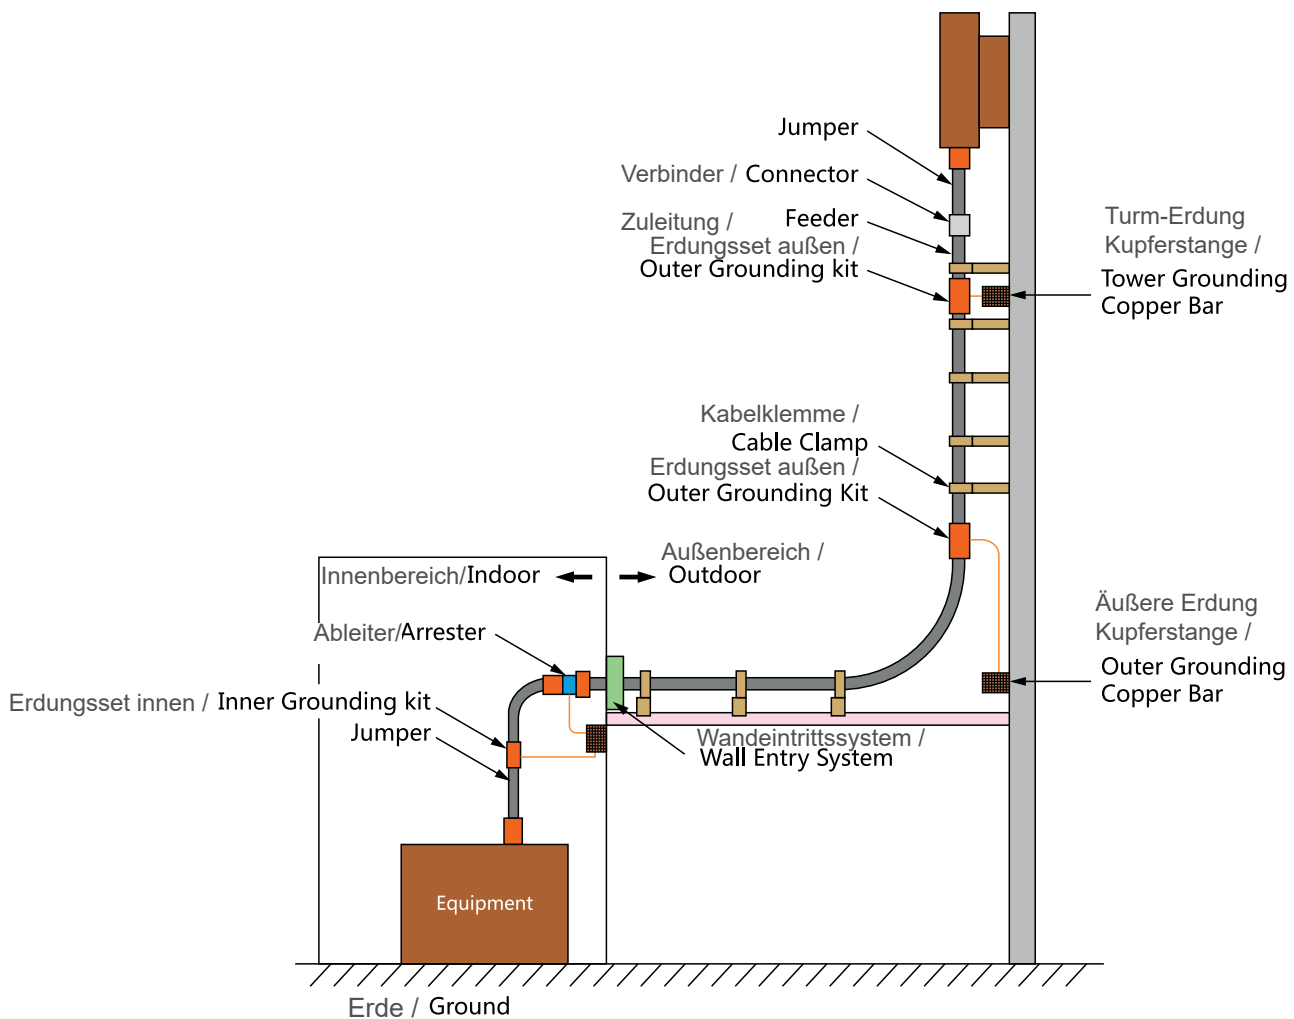 Jumper
Verbinder / Connector
Zuleitung / Feeder
Erdungsset außen /
Outer Grounding kit
Turm-Erdung
Kupferstange /
Tower Grounding
Copper Bar
Kabelklemme /
Cable Clamp
Erdungsset außen /
Outer Grounding Kit
Außenbereich /
Innenbereich/Indoor
Outdoor
Äußere Erdung
Kupferstange /
Outer Grounding
Copper Bar
Ableiter/Arrester
Erdungsset innen / Inner Grounding kit
Jumper
Wandeintrittssystem /
Wall Entry System
Equipment
Erde / Ground